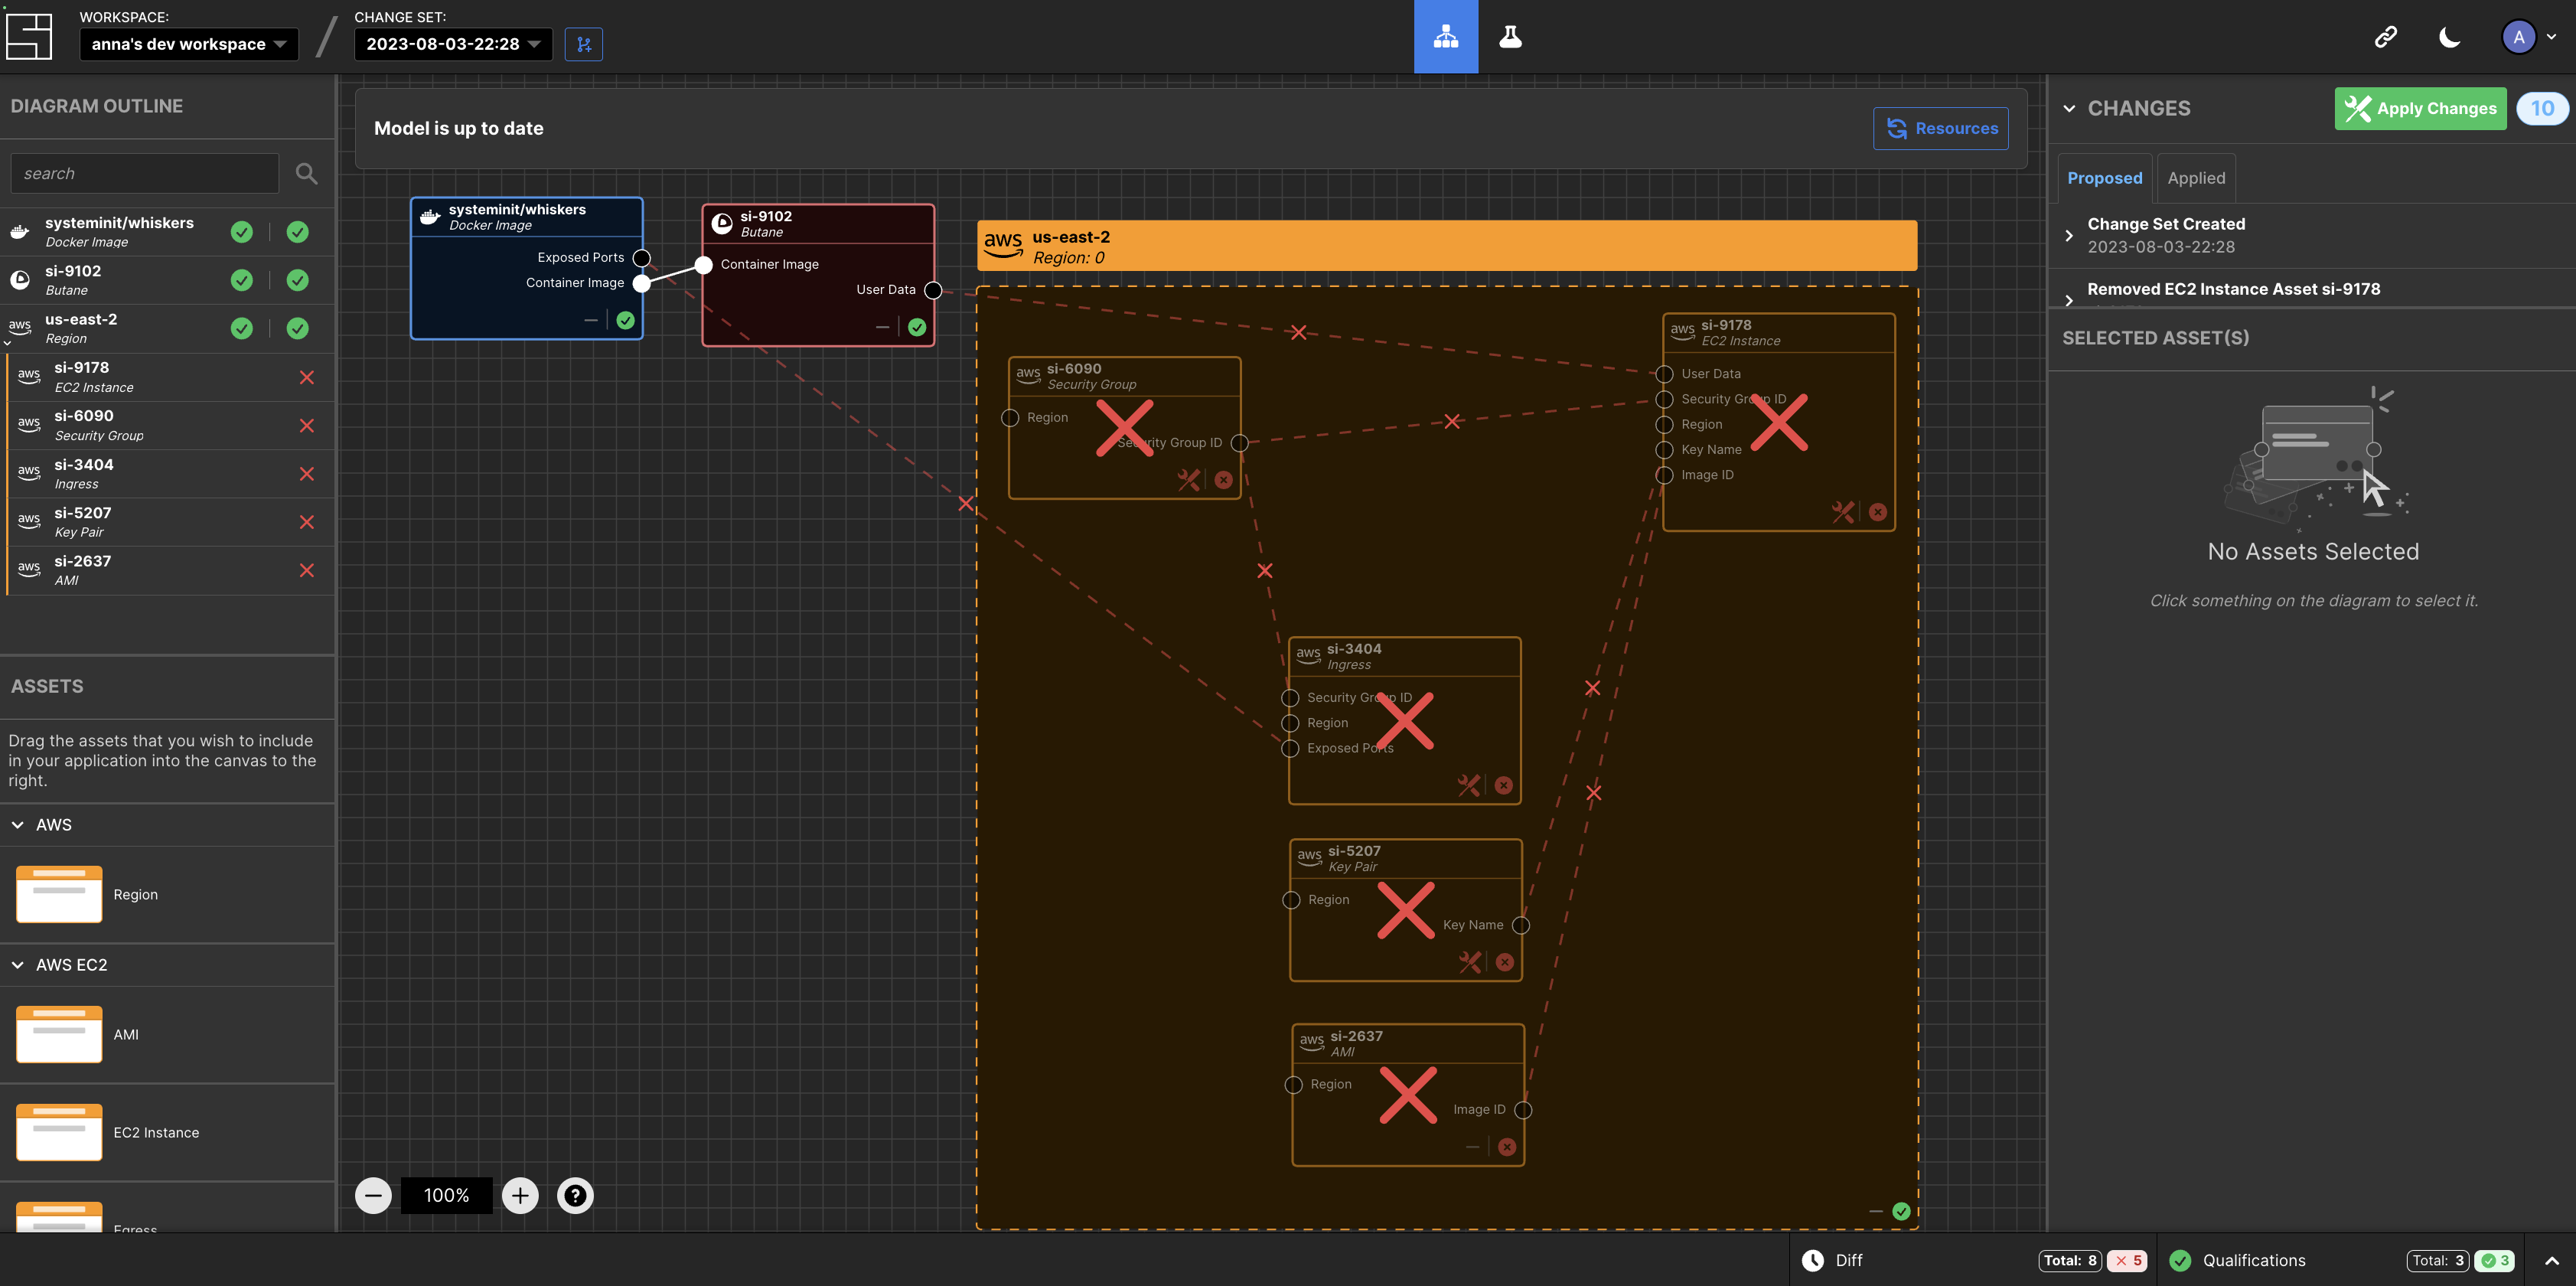 WORKSPACE:
anna's dev workspace
CHANGE SET:
2023-08-03-22:28
A
DIAGRAM OUTLINE
search
systeminit/whiskers
Docker Image
si-9102
Butane
aws
us-east-2
Region
aws
si-9178
EC2 Instance
aws
si-6090
Security Group
aws
si-3404
Ingress
aws
si-5207
Key Pair
aws
si-2637
AMI
ASSETS
Drag the assets that you wish to include
in your application into the canvas to the
right.
AWS
Region
AWS EC2
AMI
EC2 Instance
Egress
Model is up to date
Resources
systeminit/whiskers
Docker Image
Exposed Ports
Container Image
si-9102
Butane
Container Image
User Data
aws
us-east-2
Region: 0
aws
si-6090
Security Group
Region
Security Group ID
aws
si-9178
EC2 Instance
User Data
Security Group ID
Region
Key Name
Image ID
aws
si-3404
Ingress
Security Group ID
Region
Exposed Ports
aws
si-5207
Key Pair
Region
Key Name
aws
si-2637
AMI
Region
Image ID
100%
?
CHANGES
Apply Changes
10
Proposed
Applied
Change Set Created
2023-08-03-22:28
Removed EC2 Instance Asset si-9178
SELECTED ASSET(S)
No Assets Selected
Click something on the diagram to select it.
Diff
Total: 8
5
Qualifications
Total: 3
3